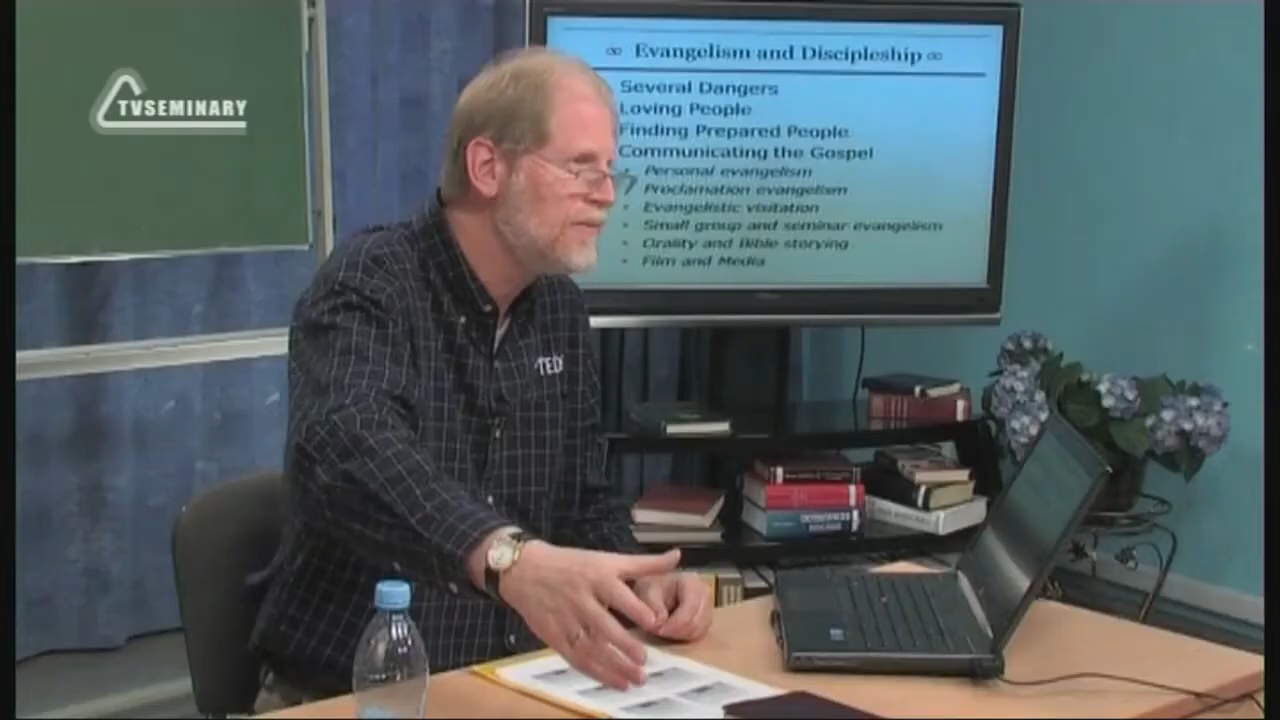 TVSEMINARY
∞ Evangelism and Discipleship ∞
Several Dangers
Loving People
Finding Prepared People
Communicating the Gospel
• Personal evangelism
• Proclamation evangelism
• Evangelistic visitation
• Small group and seminar evangelism
• Orality and Bible storying
• Film and Media